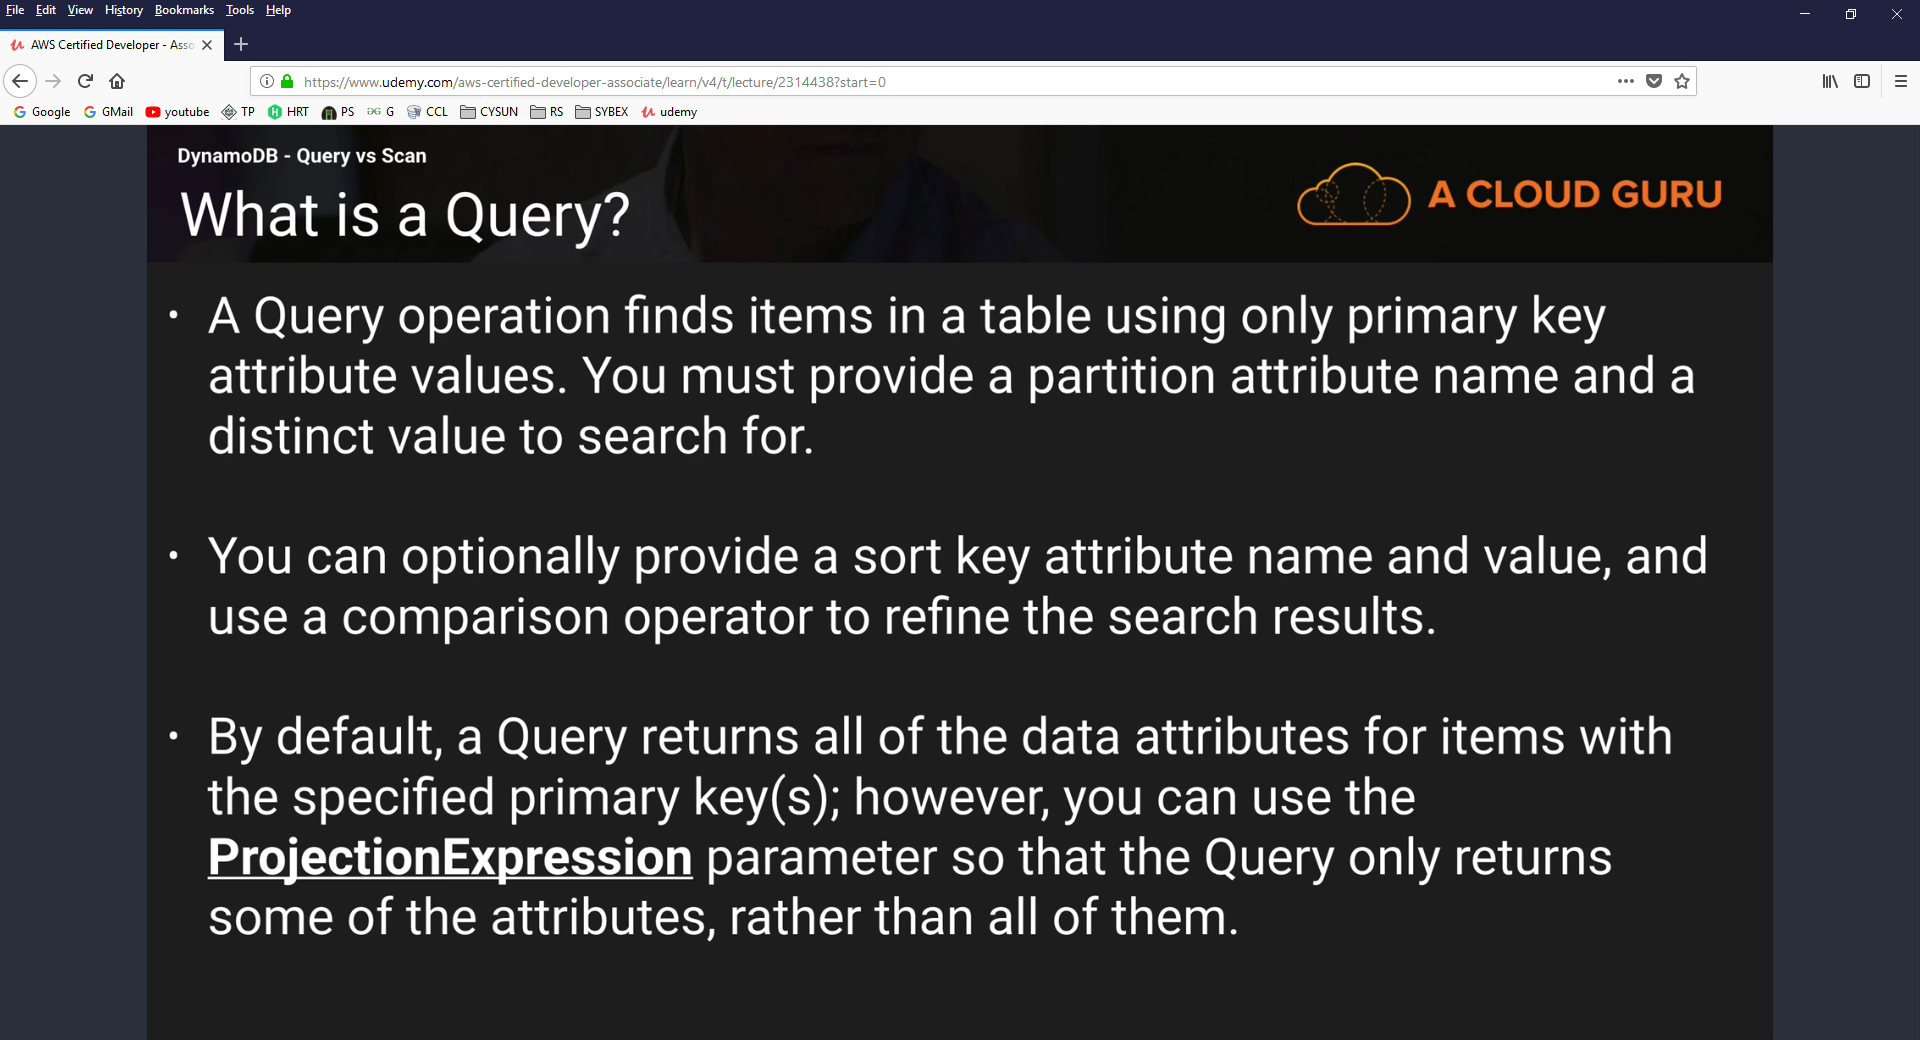 File Edit View History Bookmarks Tools Help
AWS Certified Developer - Asso
https://www.udemy.com/aws-certified-developer-associate/learn/v4/t/lecture/2314438?start=0
Google GMail youtube TP HRT PS G CCL CYSUN RS SYBEX udemy
DynamoDB - Query vs Scan
What is a Query?
A CLOUD GURU
• A Query operation finds items in a table using only primary key
attribute values. You must provide a partition attribute name and a
distinct value to search for.
• You can optionally provide a sort key attribute name and value, and
use a comparison operator to refine the search results.
• By default, a Query returns all of the data attributes for items with
the specified primary key(s); however, you can use the
ProjectionExpression parameter so that the Query only returns
some of the attributes, rather than all of them.